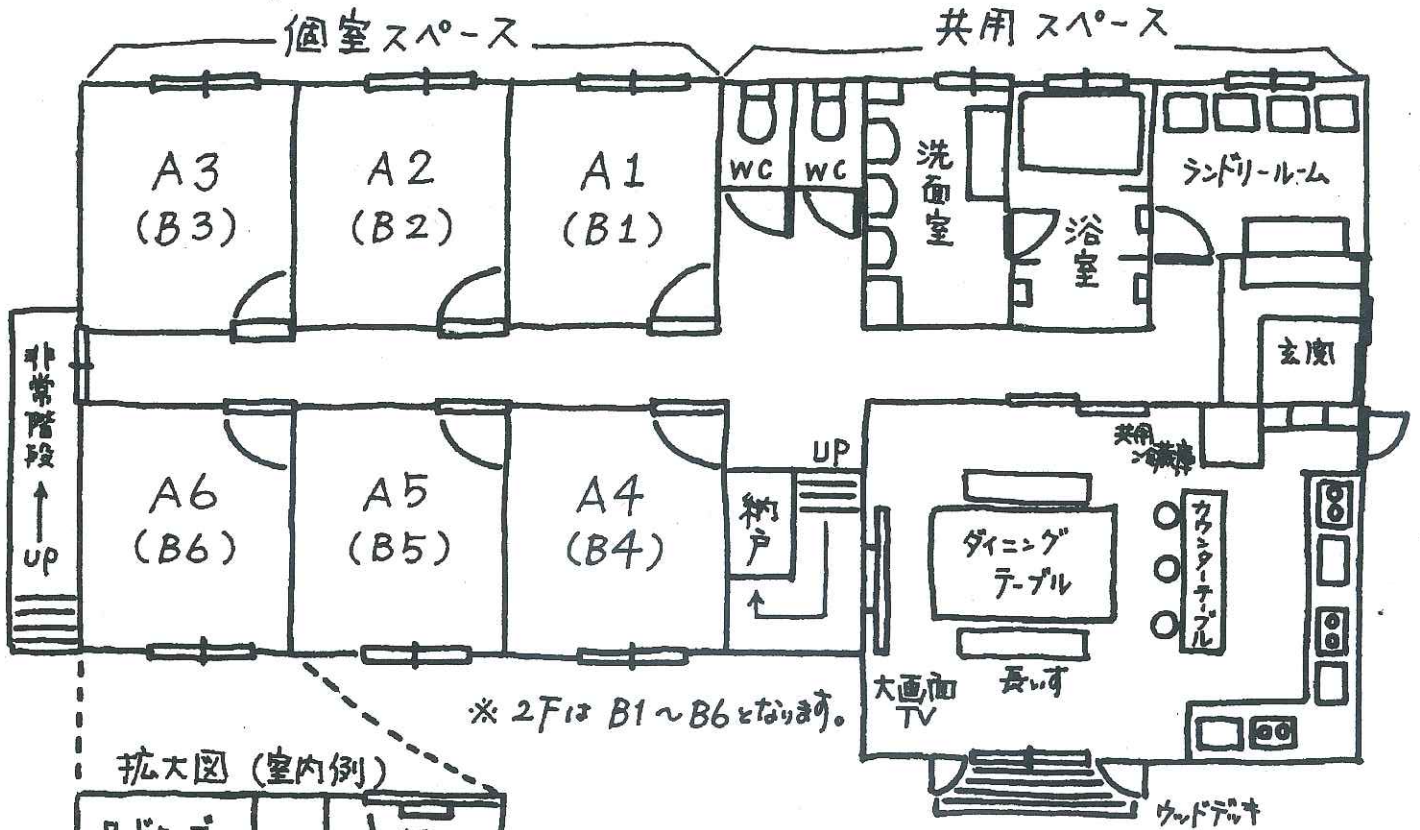 個室スペース
共用 スペース
A3
(B3)
A2
(B2)
A1
(B1)
WC
WC
洗面室
浴室
ランドリールーム
玄関
非常階段
UP
A6
(B6)
A5
(B5)
A4
(B4)
納戸
UP
共用
冷蔵庫
ダイニング
テーブル
カウンターテーブル
長いす
大画面
TV
※ 2Fは B1～B6となります。
ウッドデッキ
拡大図 (室内例)